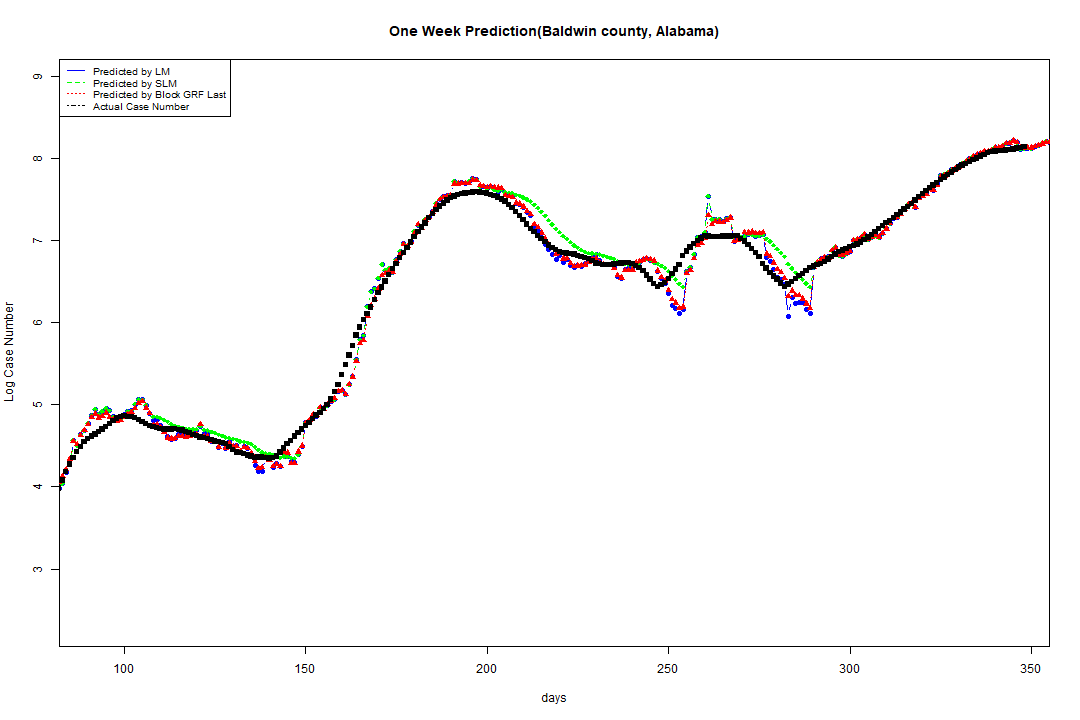 One Week Prediction(Baldwin county, Alabama)
Predicted by LM
Predicted by SLM
Predicted by Block GRF Last
Actual Case Number
9
8
7
6
5
4
3
Log Case Number
100 150 200 250 300 350
days